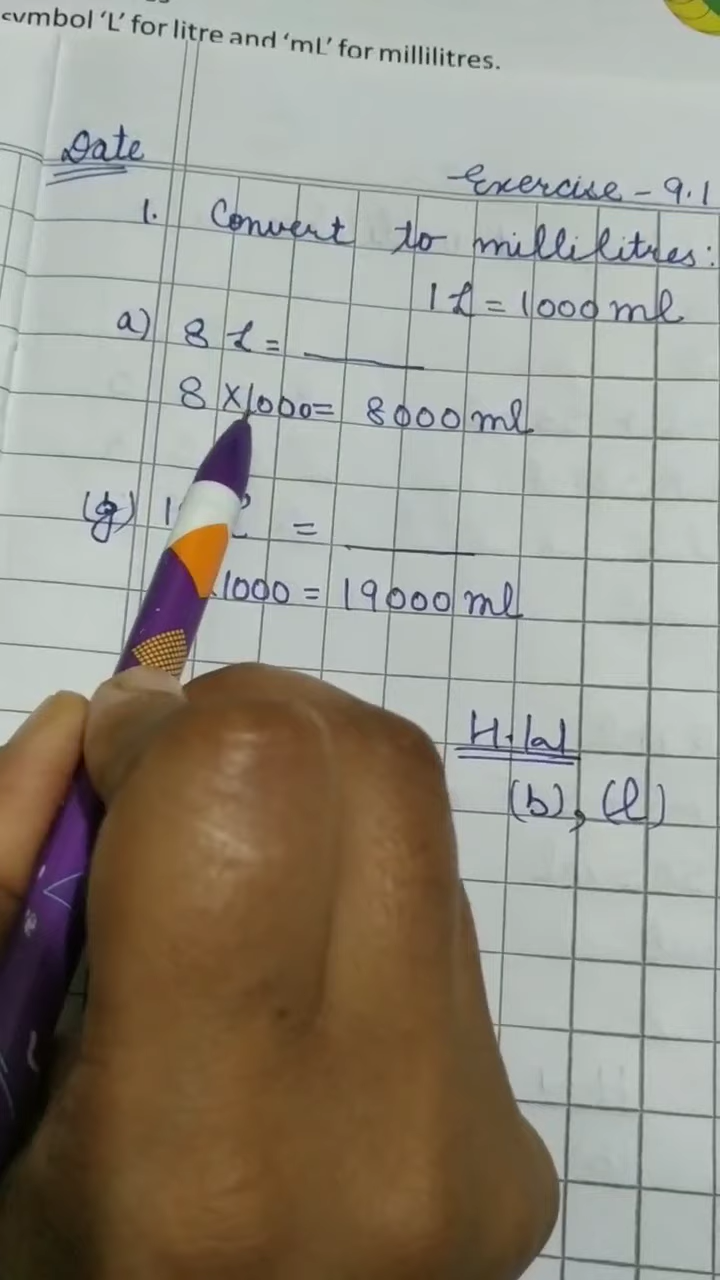 symbol ‘L’ for litre and ‘mL’ for millilitres.
Date
Exercise - 9.1
1. Convert to millilitres:
1 L = 1000 ml
a) 8 L = ____
8 × 1000 = 8000 ml
(g) = ____
1000 = 19000 ml
H.W
(b), (l)